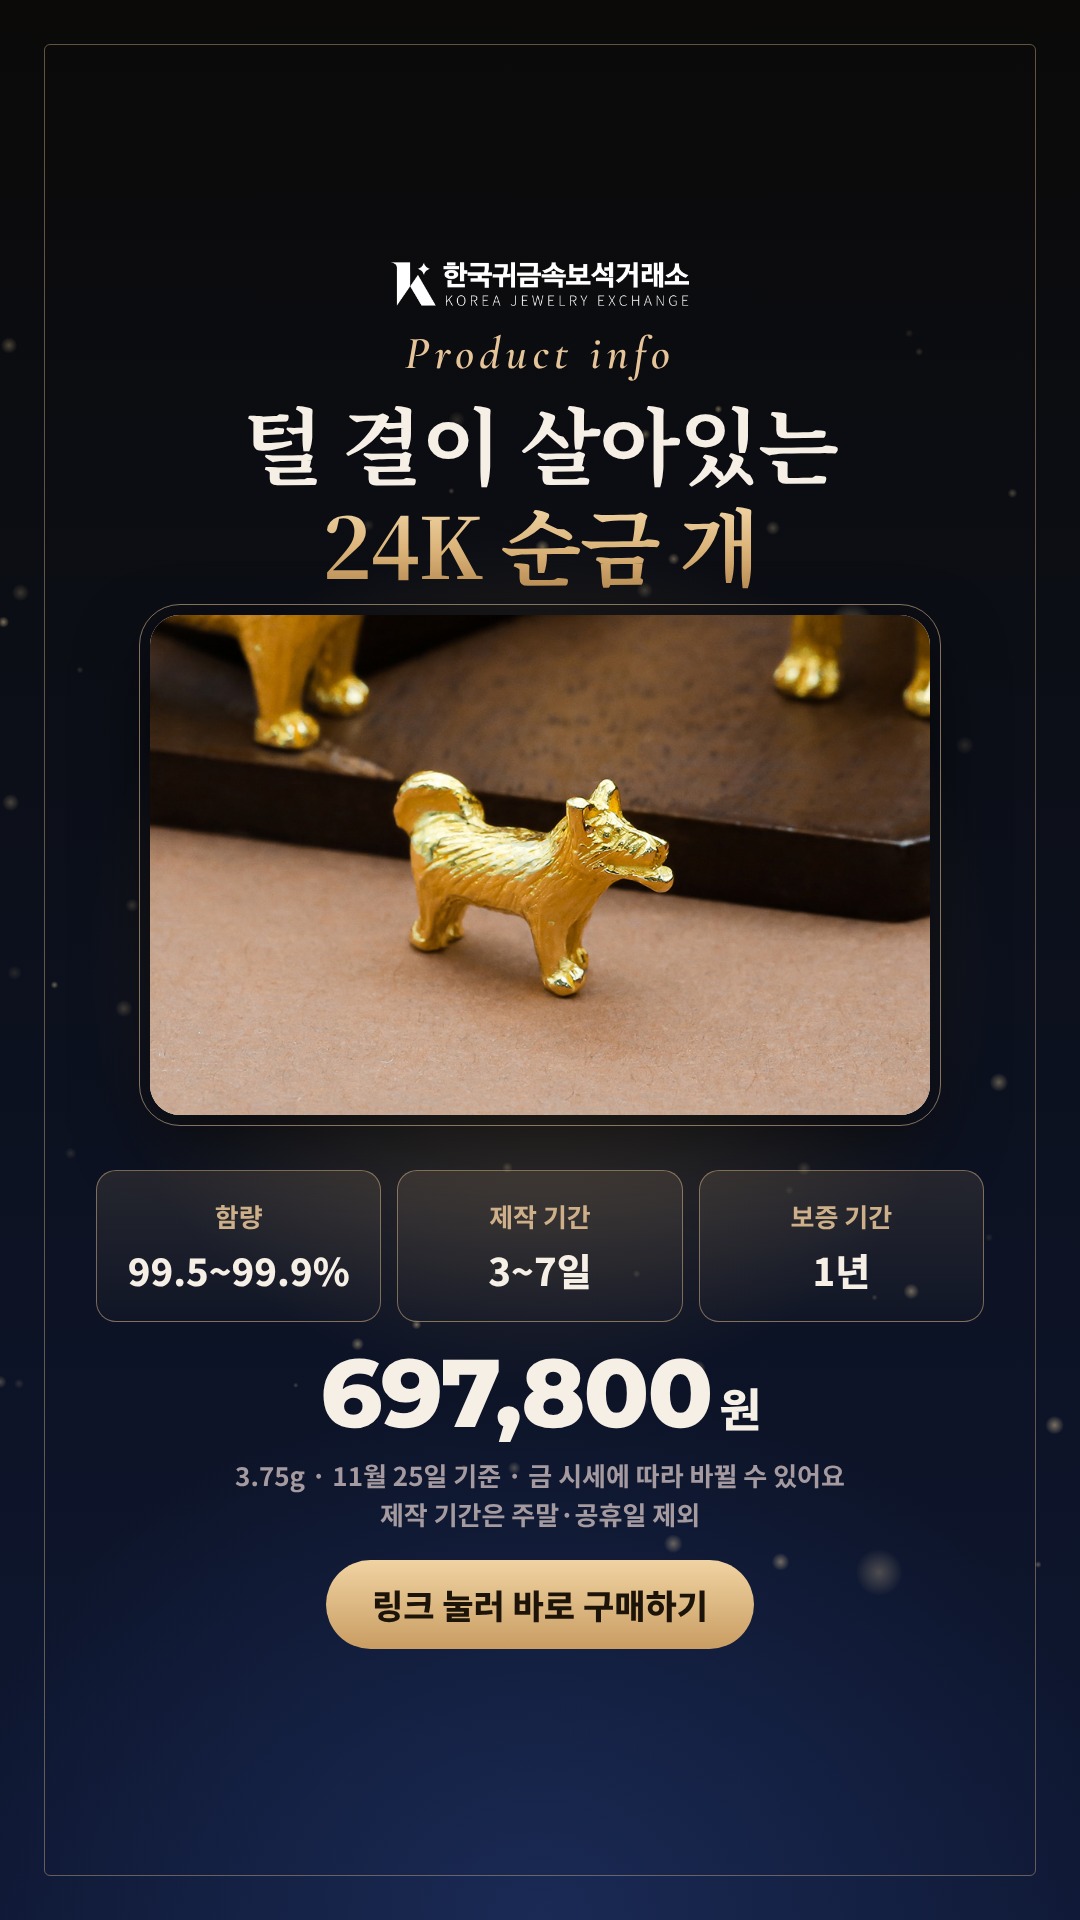 한국귀금속보석거래소
KOREA JEWELRY EXCHANGE
Product info
털 결이 살아있는
24K 순금 개
함량
99.5~99.9%
제작 기간
3~7일
보증 기간
1년
697,800원
3.75g · 11월 25일 기준 · 금 시세에 따라 바뀔 수 있어요
제작 기간은 주말·공휴일 제외
링크 눌러 바로 구매하기